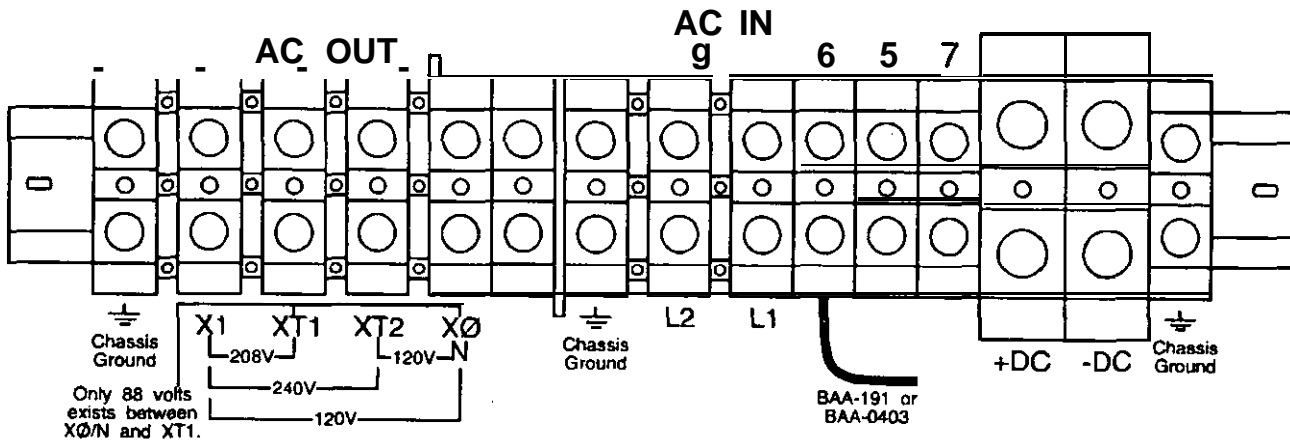 AC OUT
AC IN
g 6 5 7
Chassis
Ground
X1 XT1 XT2 XØ
N
208V 120V
240V
120V
Only 88 volts
exists between
XØ/N and XT1.
Chassis
Ground
L2 L1
BAA-191 or
BAA-0403
+DC -DC
Chassis
Ground